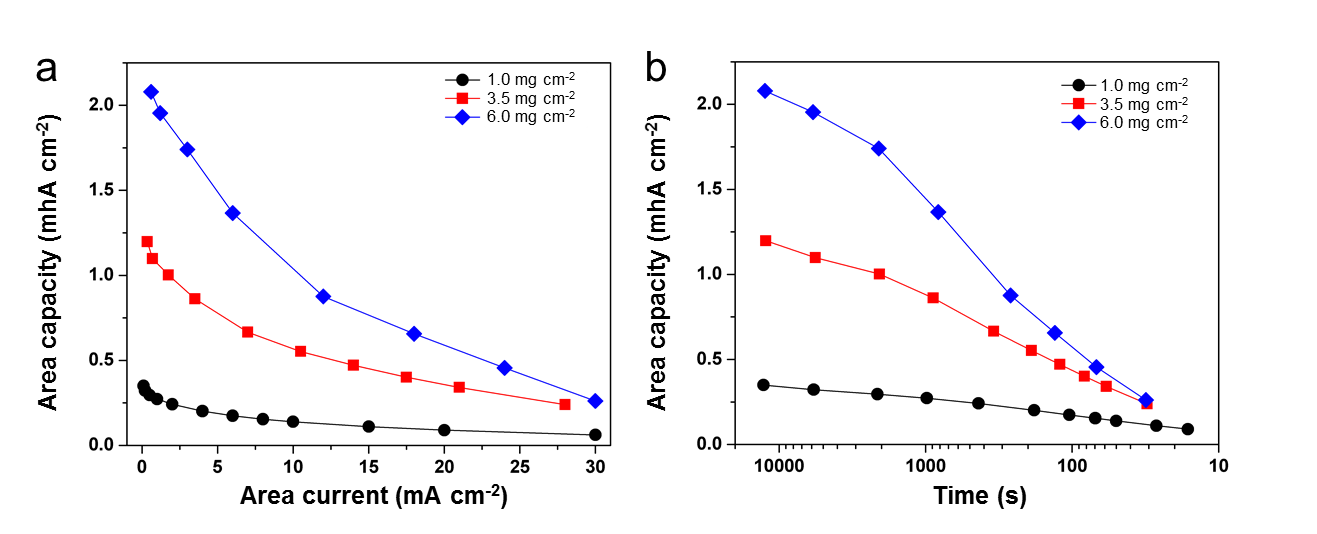 a
1.0 mg cm-2
3.5 mg cm-2
6.0 mg cm-2
2.0
1.5
1.0
0.5
0.0
Area capacity (mhA cm-2)
0 5 10 15 20 25 30
Area current (mA cm-2)
b
1.0 mg cm-2
3.5 mg cm-2
6.0 mg cm-2
2.0
1.5
1.0
0.5
0.0
Area capacity (mhA cm-2)
10000 1000 100 10
Time (s)